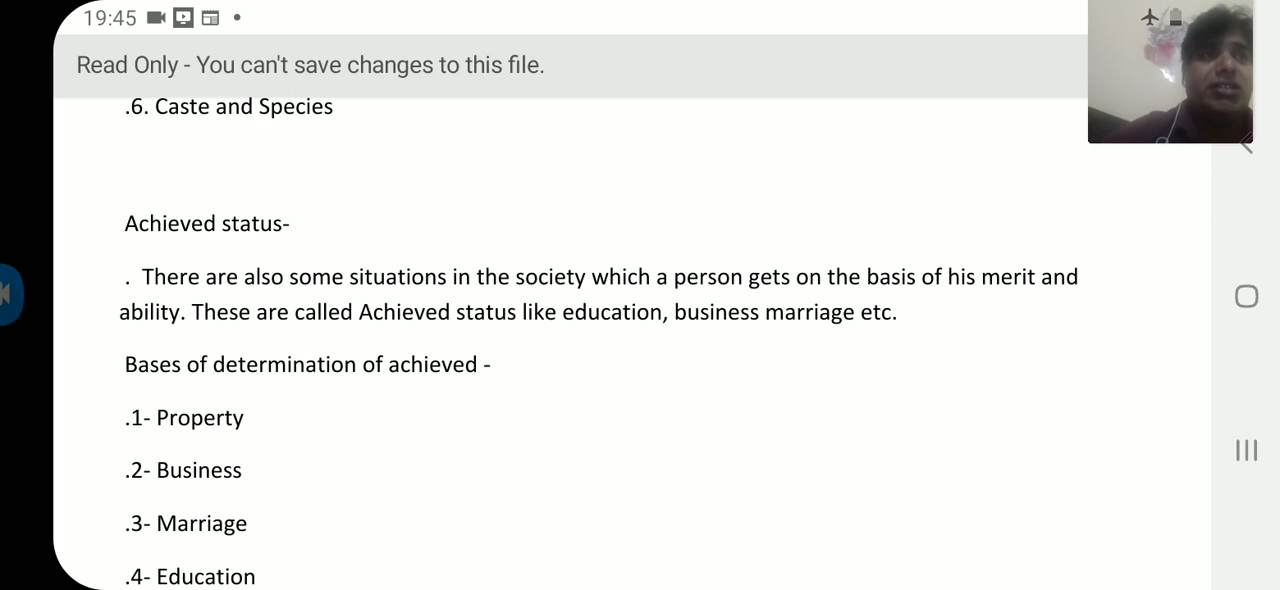 19:45
Read Only - You can't save changes to this file.
.6. Caste and Species
Achieved status-
. There are also some situations in the society which a person gets on the basis of his merit and
ability. These are called Achieved status like education, business marriage etc.
Bases of determination of achieved -
.1- Property
.2- Business
.3- Marriage
.4- Education